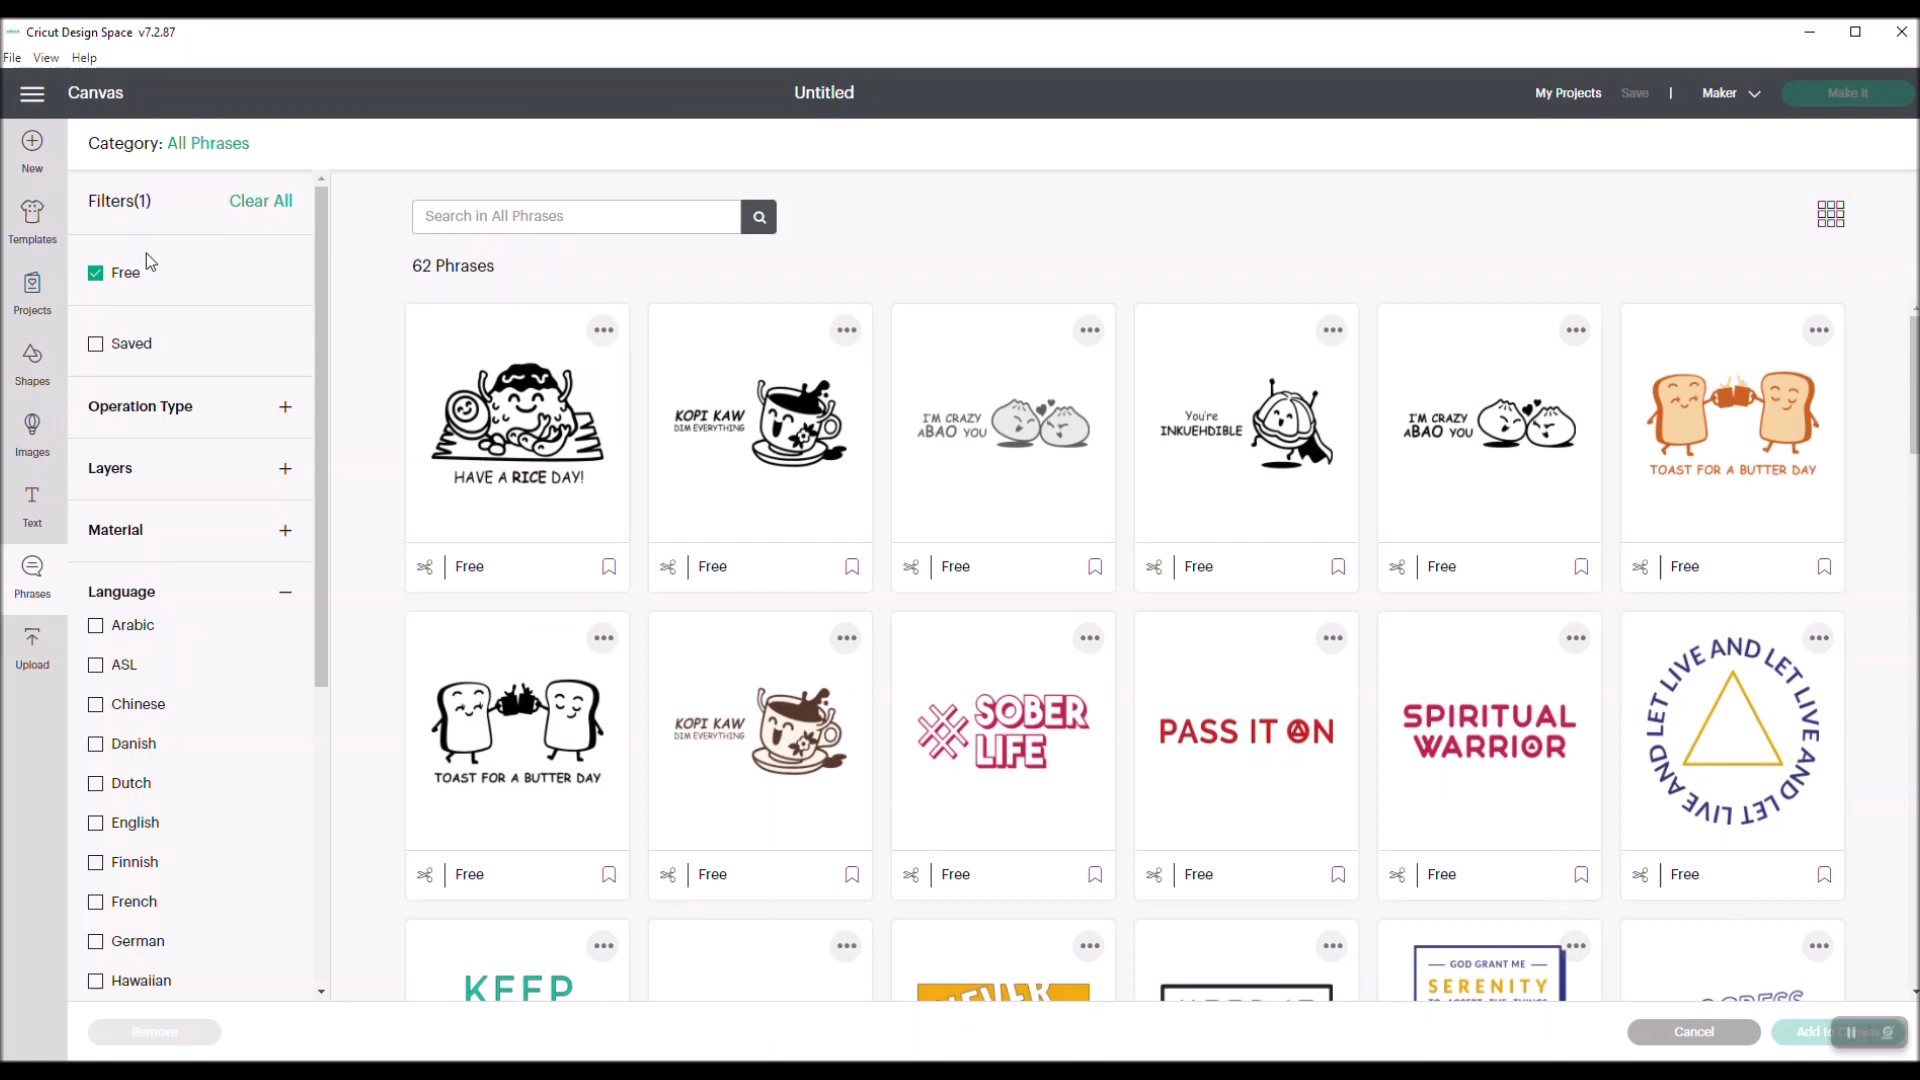 Cricut Design Space v7.2.87
File View Help
Canvas
Untitled
My Projects Save | Maker Make It
New
Templates
Projects
Shapes
Images
Text
Phrases
Upload
Category: All Phrases
Filters(1) Clear All
Free
Saved
Operation Type
Layers
Material
Language
Arabic
ASL
Chinese
Danish
Dutch
English
Finnish
French
German
Hawaiian
Search in All Phrases
62 Phrases
HAVE A RICE DAY!
KOPI KAW
DIM EVERYTHING
I'M CRAZY
ABAO YOU
You're
INKUEHDIBLE
I'M CRAZY
ABAO YOU
TOAST FOR A BUTTER DAY
Free
Free
Free
Free
Free
Free
TOAST FOR A BUTTER DAY
KOPI KAW
DIM EVERYTHING
SOBER
LIFE
PASS IT ON
SPIRITUAL
WARRIOR
LIVE AND LET LIVE AND LET LIVE AND LET LIVE AND LET
Free
Free
Free
Free
Free
Free
KEEP
GOD GRANT ME
SERENITY
Remove
Cancel
Add to